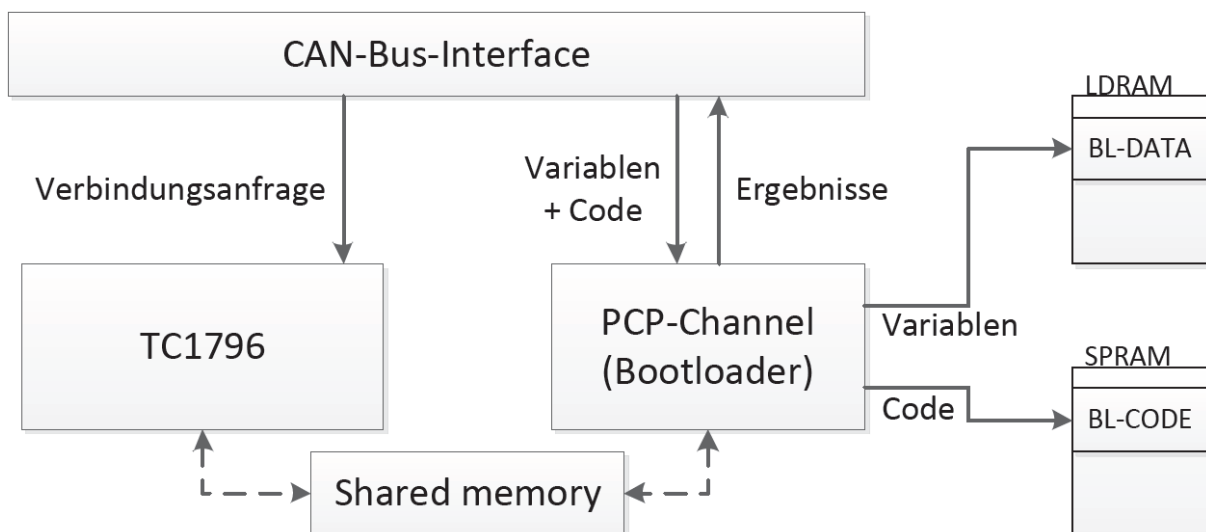 CAN-Bus-Interface
LDRAM
BL-DATA
Verbindungsanfrage
Variablen
+ Code
Ergebnisse
TC1796
PCP-Channel
(Bootloader)
Variablen
Code
SPRAM
BL-CODE
Shared memory